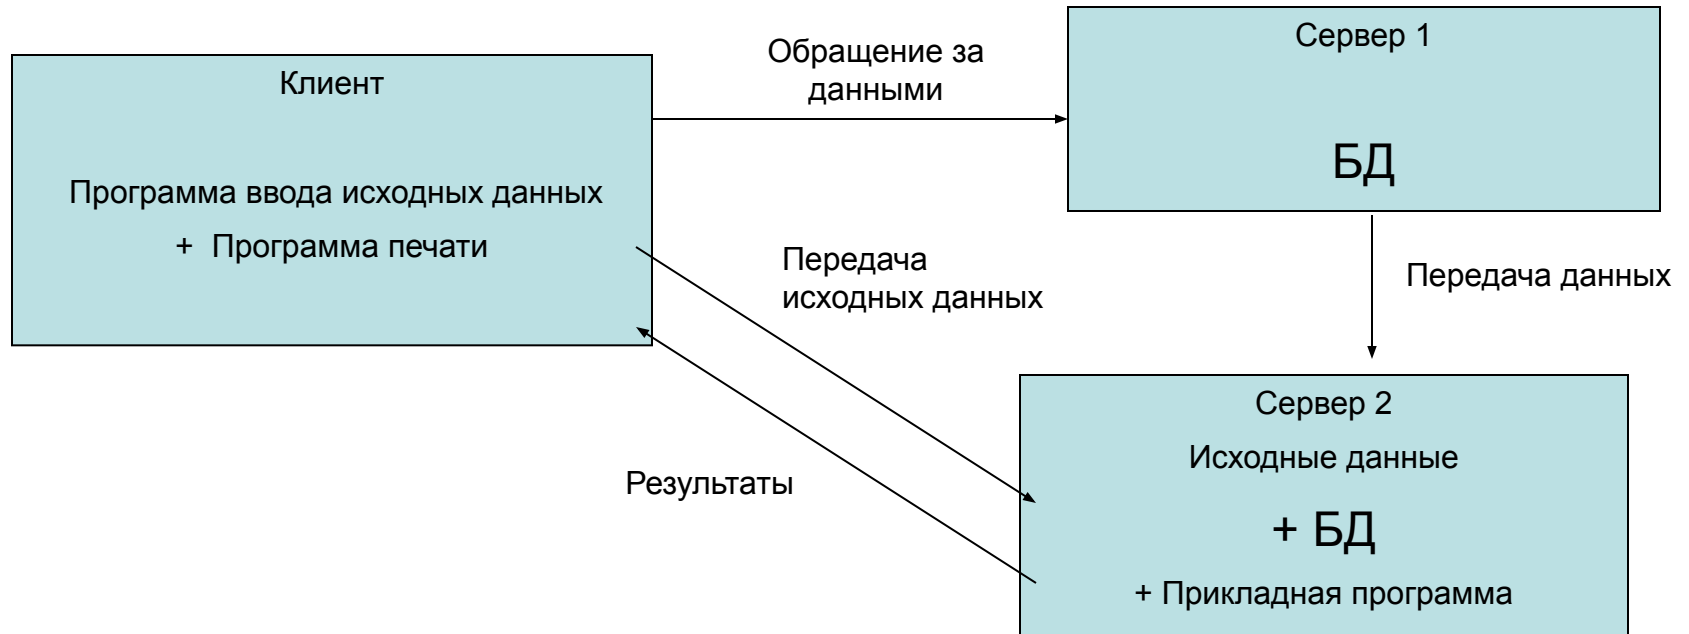 Клиент
Программа ввода исходных данных
+ Программа печати
Обращение за
данными
Сервер 1
БД
Передача
исходных данных
Передача данных
Результаты
Сервер 2
Исходные данные
+ БД
+ Прикладная программа